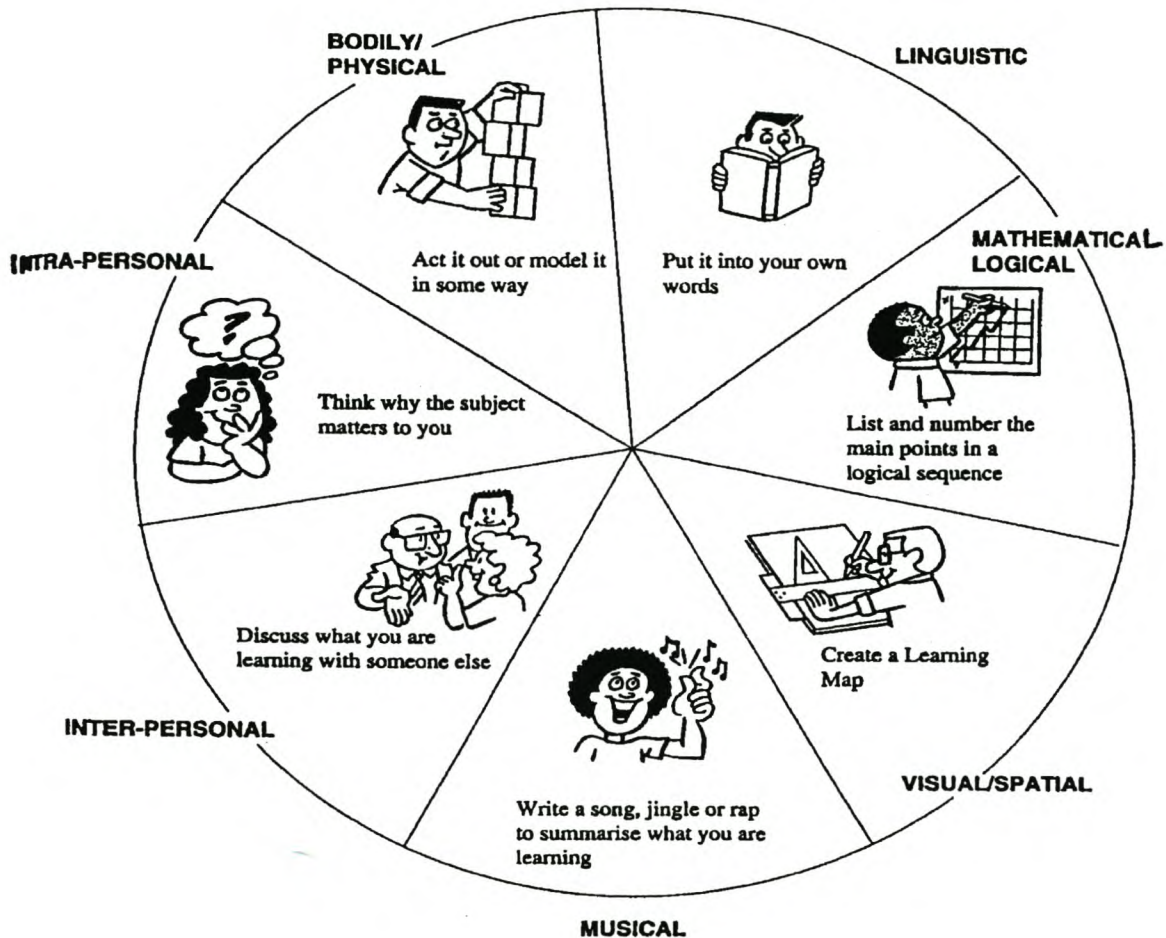 BODILY/
PHYSICAL
Act it out or model it
in some way
LINGUISTIC
Put it into your own
words
MATHEMATICAL
LOGICAL
List and number the
main points in a
logical sequence
VISUAL/SPATIAL
Create a Learning
Map
MUSICAL
Write a song, jingle or rap
to summarise what you are
learning
INTER-PERSONAL
Discuss what you are
learning with someone else
INTRA-PERSONAL
Think why the subject
matters to you